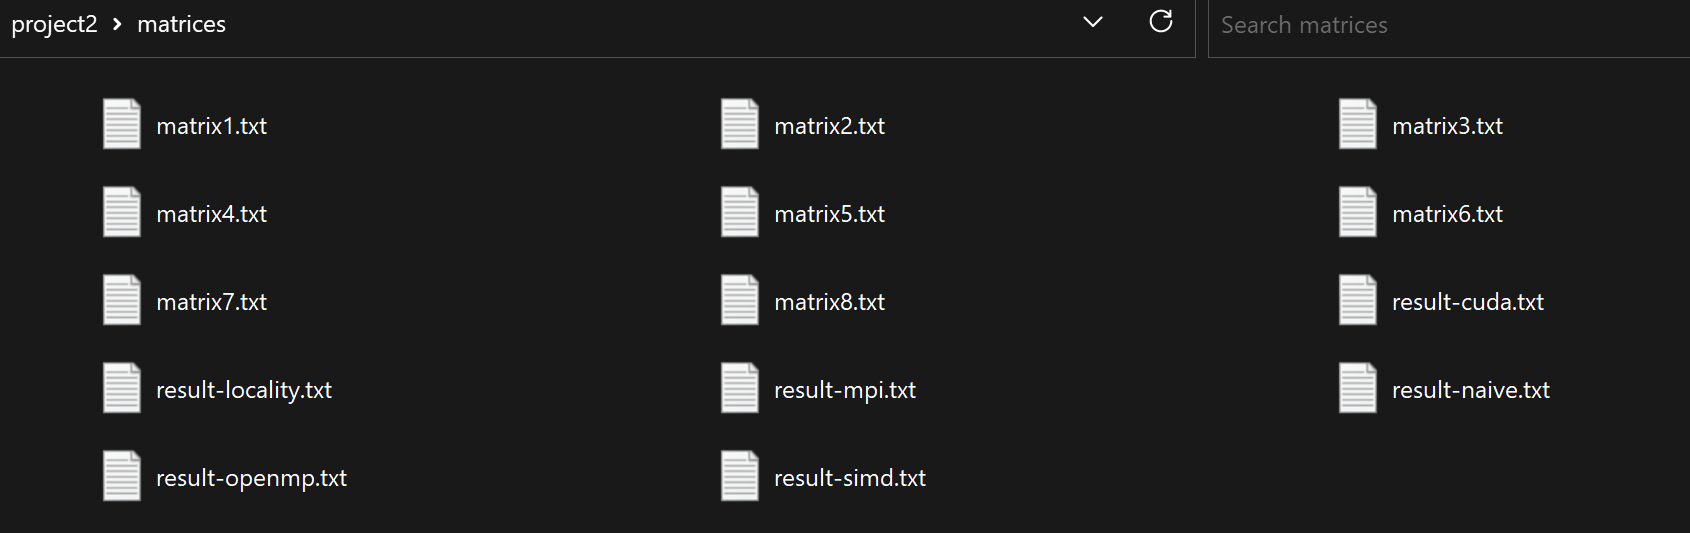 project2 > matrices Search matrices
matrix1.txt matrix2.txt matrix3.txt
matrix4.txt matrix5.txt matrix6.txt
matrix7.txt matrix8.txt result-cuda.txt
result-locality.txt result-mpi.txt result-naive.txt
result-openmp.txt result-simd.txt